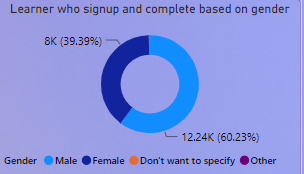 Learner who signup and complete based on gender
8K (39.39%)
12.24K (60.23%)
Gender Male Female Don't want to specify Other